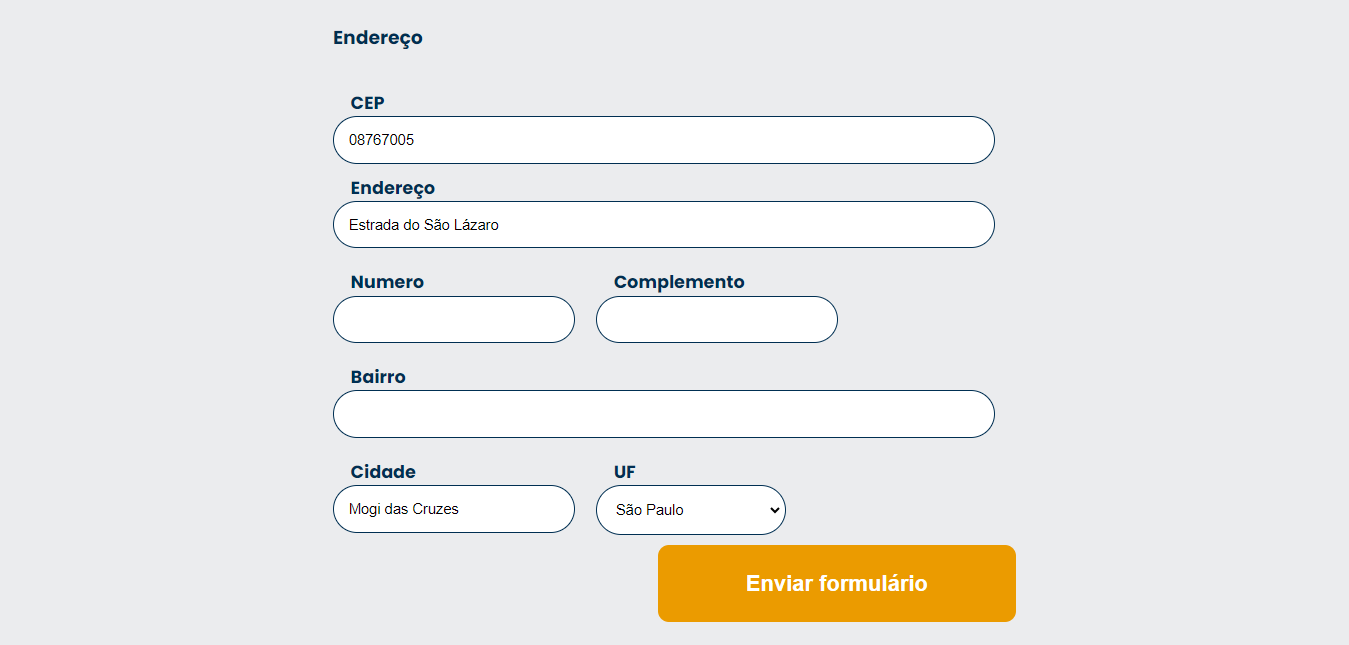 Endereço
CEP
08767005
Endereço
Estrada do São Lázaro
Numero
Complemento
Bairro
Cidade
UF
Mogi das Cruzes
São Paulo
Enviar formulário